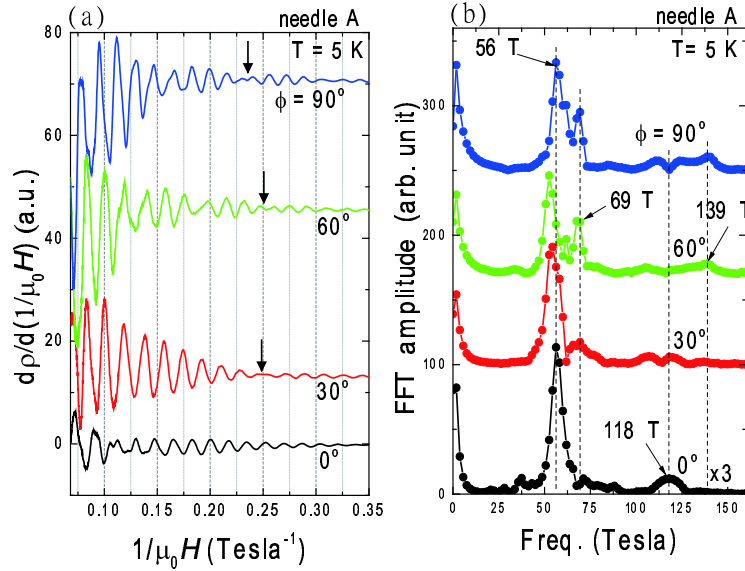 (a)
needle A
T = 5 K
ϕ = 90°
60°
30°
0°
80
60
40
20
0
dρ/d(1/μ₀H) (a.u.)
0.10 0.15 0.20 0.25 0.30 0.35
1/μ₀H (Tesla⁻¹)
(b)
needle A
T= 5 K
56 T
ϕ = 90°
69 T
139 T
60°
30°
118 T
0°
x3
300
200
100
0
FFT amplitude (arb. unit)
0 25 50 75 100 125 150
Freq. (Tesla)